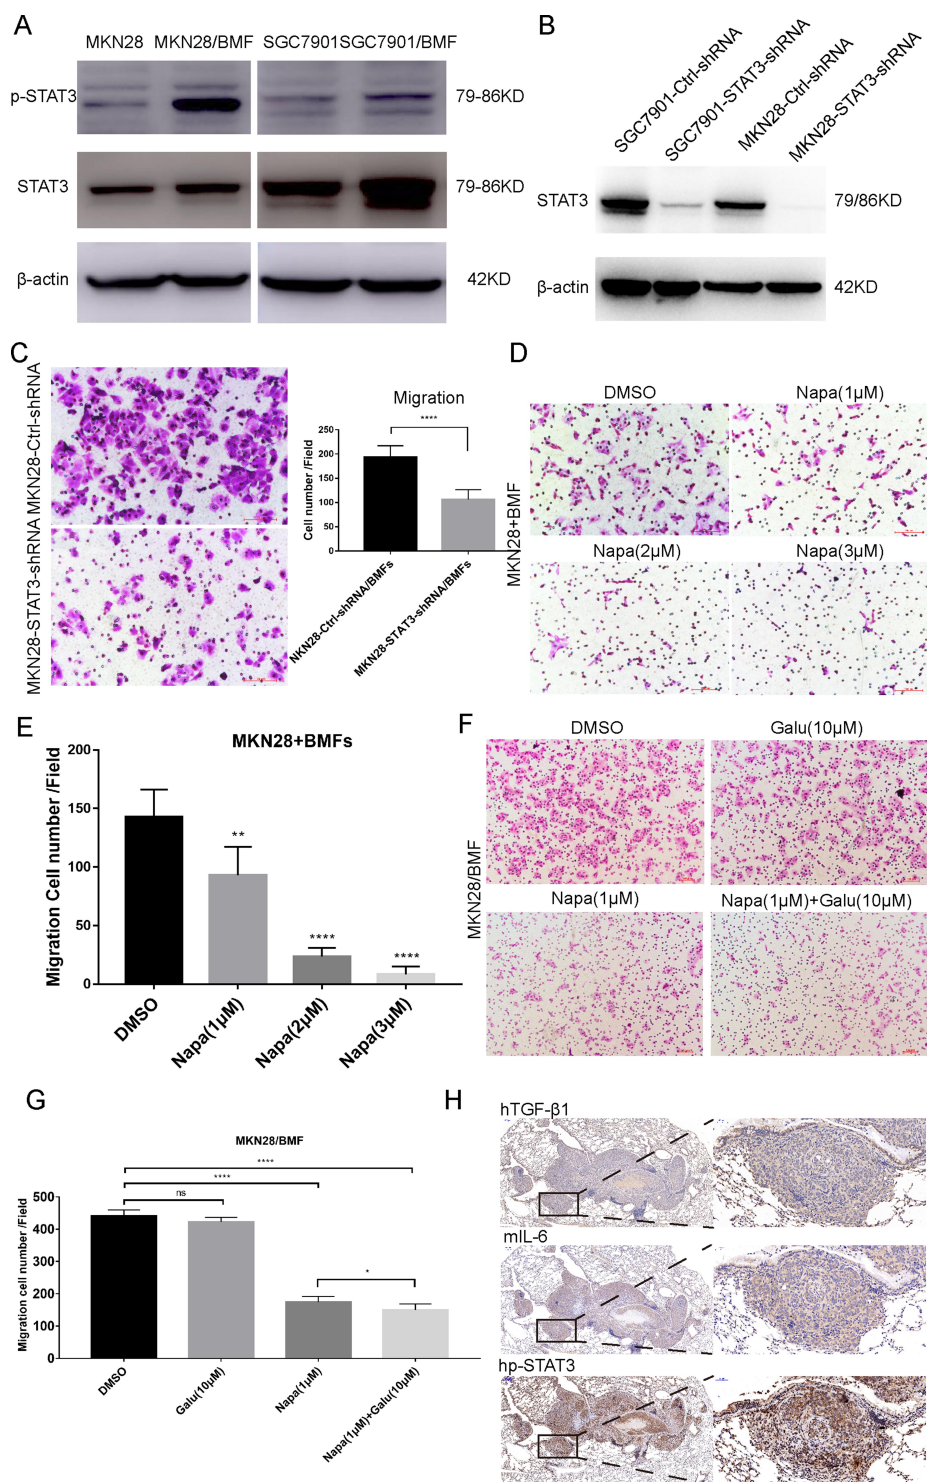 A
MKN28 MKN28/BMF SGC7901SGC7901/BMF
p-STAT3 79-86KD
STAT3 79-86KD
β-actin 42KD
B
SGC7901-Ctrl-shRNA
SGC7901-STAT3-shRNA
MKN28-Ctrl-shRNA
MKN28-STAT3-shRNA
STAT3 79/86KD
β-actin 42KD
C
MKN28-STAT3-shRNA MKN28-Ctrl-shRNA
Migration
****
Cell number /Field
250
200
150
100
50
0
NKN28-Ctrl-shRNA/BMFs
MKN28-STAT3-shRNA/BMFs
D
MKN28+BMF
DMSO Napa(1µM)
Napa(2µM) Napa(3µM)
E
MKN28+BMFs
Migration Cell number /Field
200
150
100
50
0
**
****
****
DMSO
Napa(1µM)
Napa(2µM)
Napa(3µM)
F
MKN28/BMF
DMSO Galu(10µM)
Napa(1µM) Napa(1µM)+Galu(10µM)
G
MKN28/BMF
****
****
ns
*
Migration cell number /Field
500
400
300
200
100
0
DMSO
Galu(10µM)
Napa(1µM)
Napa(1µM)+Galu(10µM)
H
hTGF-β1
mIL-6
hp-STAT3